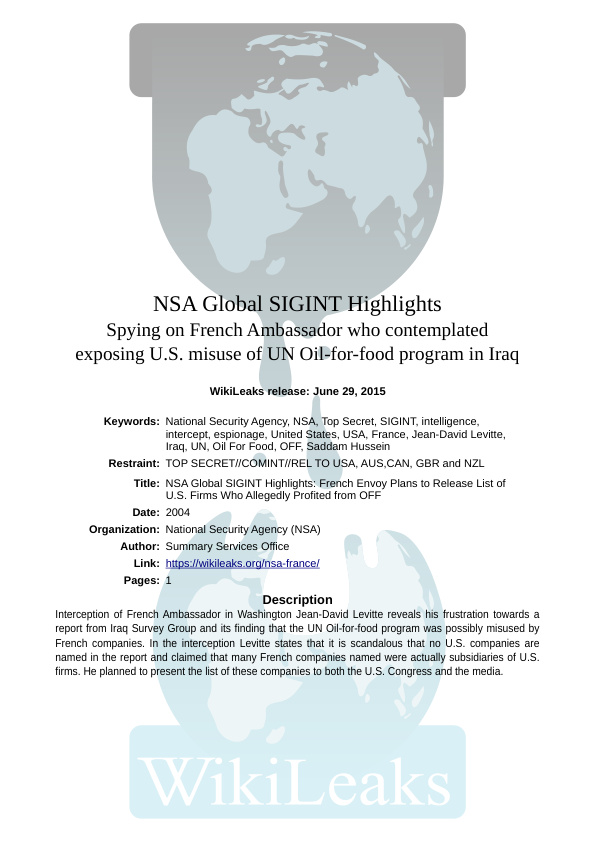 NSA Global SIGINT Highlights
Spying on French Ambassador who contemplated
exposing U.S. misuse of UN Oil-for-food program in Iraq
WikiLeaks release: June 29, 2015
Keywords: National Security Agency, NSA, Top Secret, SIGINT, intelligence,
intercept, espionage, United States, USA, France, Jean-David Levitte,
Iraq, UN, Oil For Food, OFF, Saddam Hussein
Restraint: TOP SECRET//COMINT//REL TO USA, AUS,CAN, GBR and NZL
Title: NSA Global SIGINT Highlights: French Envoy Plans to Release List of
U.S. Firms Who Allegedly Profited from OFF
Date: 2004
Organization: National Security Agency (NSA)
Author: Summary Services Office
Link: https://wikileaks.org/nsa-france/
Pages: 1
Description
Interception of French Ambassador in Washington Jean-David Levitte reveals his frustration towards a
report from Iraq Survey Group and its finding that the UN Oil-for-food program was possibly misused by
French companies. In the interception Levitte states that it is scandalous that no U.S. companies are
named in the report and claimed that many French companies named were actually subsidiaries of U.S.
firms. He planned to present the list of these companies to both the U.S. Congress and the media.
WikiLeaks